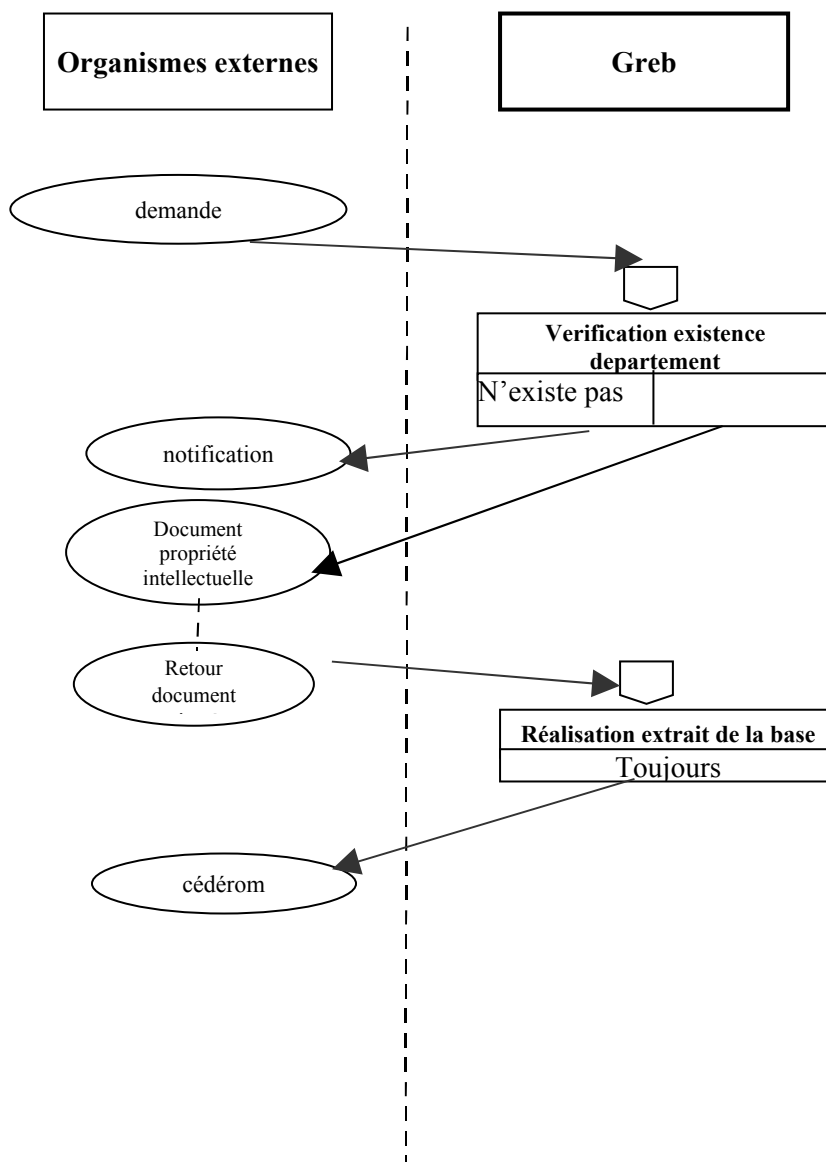 Organismes externes
Greb
demande
Verification existence
departement
N'existe pas
notification
Document
propriété
intellectuelle
Retour
document
Réalisation extrait de la base
Toujours
cédérom